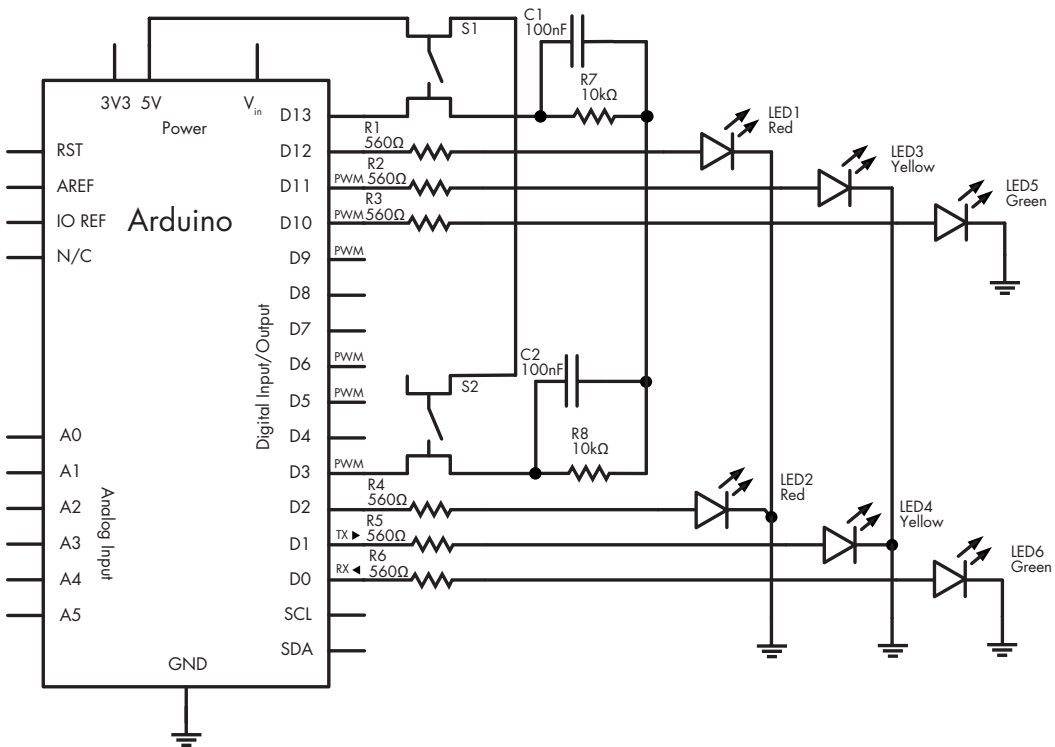 C1
100nF
S1
R7
10kΩ
3V3 5V
Vin
Power
D13
LED1
Red
R1
560Ω
RST
D12
R2
LED3
Yellow
AREF
D11
PWM
560Ω
R3
LED5
Green
IO REF
Arduino
D10
PWM
560Ω
N/C
D9
PWM
D8
D7
Digital Input/Output
D6
PWM
C2
100nF
S2
D5
PWM
A0
D4
R8
10kΩ
A1
D3
PWM
R4
560Ω
LED2
Red
A2
D2
R5
LED4
Yellow
A3
D1
TX ►
560Ω
R6
LED6
Green
A4
D0
RX ◄
560Ω
Analog Input
A5
SCL
SDA
GND